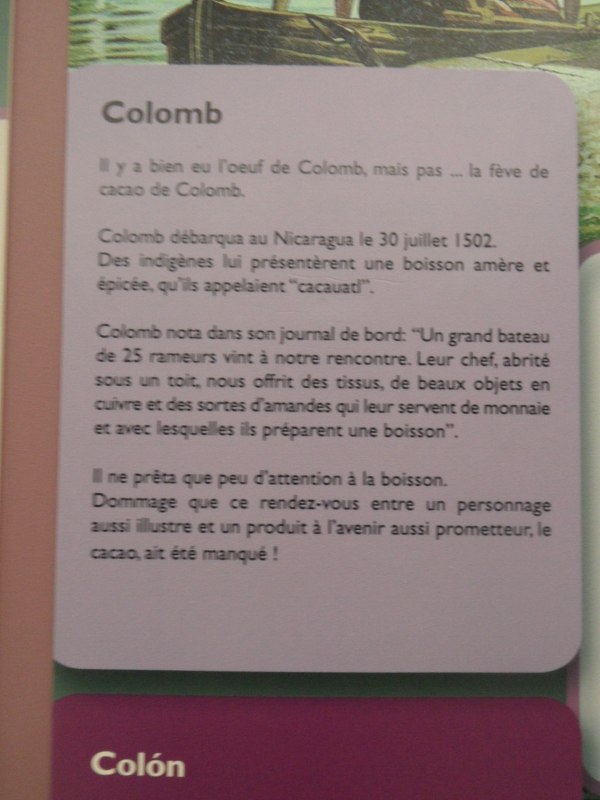 Colomb
Il y a bien eu l'oeuf de Colomb, mais pas ... la fève de
cacao de Colomb.
Colomb débarqua au Nicaragua le 30 juillet 1502.
Des indigènes lui présentèrent une boisson amère et
épicée, qu'ils appelaient "cacauatl".
Colomb nota dans son journal de bord: "Un grand bateau
de 25 rameurs vint à notre rencontre. Leur chef, abrité
sous un toit, nous offrit des tissus, de beaux objets en
cuivre et des sortes d'amandes qui leur servent de monnaie
et avec lesquelles ils préparent une boisson".
Il ne prêta que peu d'attention à la boisson.
Dommage que ce rendez-vous entre un personnage
aussi illustre et un produit à l'avenir aussi prometteur, le
cacao, ait été manqué !
Colón